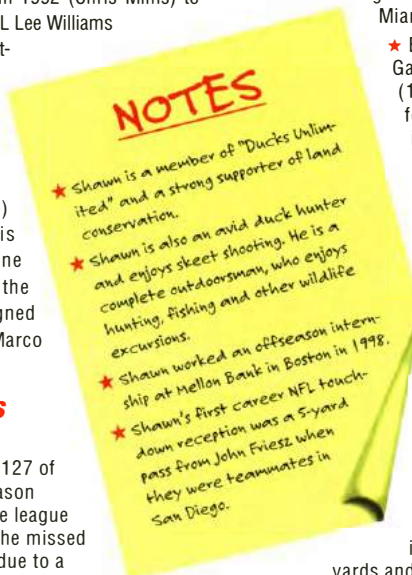 1992 (Chris Mims) to
L Lee Williams
t-
)
is
ne
the
gned
Marco
s
127 of
ason
e league
he missed
due to a
NOTES
★ Shawn is a member of "Ducks Unlim-
ited" and a strong supporter of land
conservation.
★ Shawn is also an avid duck hunter
and enjoys skeet shooting. He is a
complete outdoorsman, who enjoys
hunting, fishing and other wildlife
excursions.
★ Shawn worked an offseason intern-
ship at Mellon Bank in Boston in 1998.
★ Shawn's first career NFL touch-
down reception was a 5-yard
pass from John Friesz when
they were teammates in
San Diego.
Miar
★ E
Ga
(1
yards and